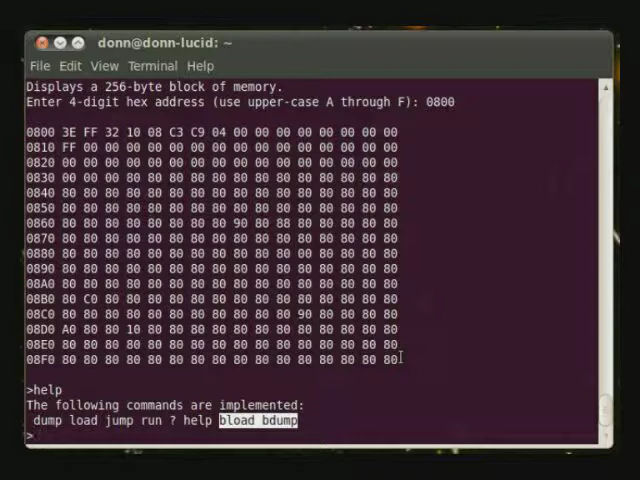 donn@donn-lucid: ~
File Edit View Terminal Help
Displays a 256-byte block of memory.
Enter 4-digit hex address (use upper-case A through F): 0800
0800 3E FF 32 10 08 C3 C9 04 00 00 00 00 00 00 00 00
0810 FF 00 00 00 00 00 00 00 00 00 00 00 00 00 00 00
0820 00 00 00 00 00 00 00 00 00 00 00 00 00 00 00 00
0830 00 00 80 80 80 80 80 80 80 80 80 80 80 80 80 80
0840 80 80 80 80 80 80 80 80 80 80 80 80 80 80 80 80
0850 80 80 80 80 80 80 80 80 80 80 80 80 80 80 80 80
0860 80 80 80 80 80 80 80 80 90 80 88 80 80 80 80 80
0870 80 80 80 80 80 80 80 80 80 80 80 80 80 80 80 80
0880 80 80 80 80 80 80 80 80 80 80 00 80 80 80 80 80
0890 80 80 80 80 80 80 80 80 80 80 80 80 80 80 80 80
08A0 80 80 80 80 80 80 80 80 80 80 80 80 80 80 80 80
08B0 80 C0 80 80 80 80 80 80 80 80 80 80 80 80 80 80
08C0 80 80 80 80 80 80 80 80 80 80 80 90 80 80 80 80
08D0 A0 80 80 10 80 80 80 80 80 80 80 80 80 80 80 80
08E0 80 80 80 80 80 80 80 80 80 80 80 80 80 80 80 80
08F0 80 80 80 80 80 80 80 80 80 80 80 80 80 80 80 80
>help
The following commands are implemented:
dump load jump run ? help bload bdump
>